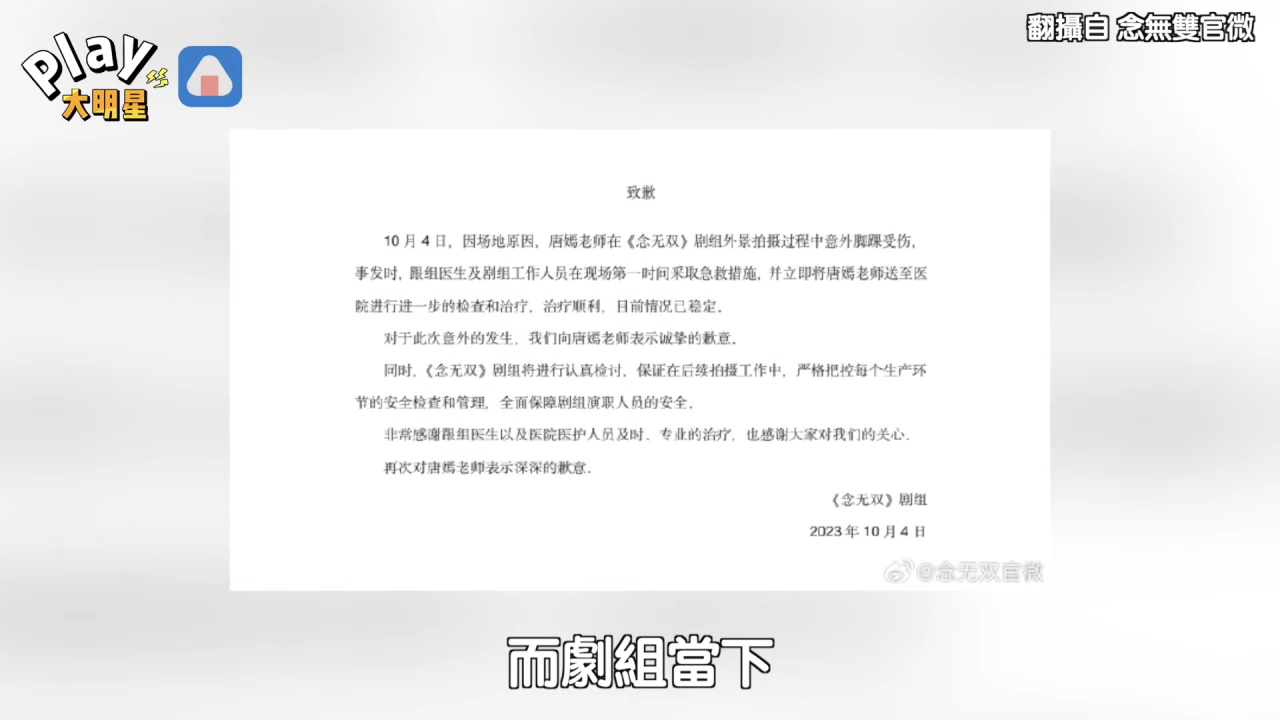 翻攝自 念無雙官微
Play
大明星
致歉
10 月 4 日，因场地原因，唐嫣老师在《念无双》剧组外景拍摄过程中意外脚踝受伤，
事发时，跟组医生及剧组工作人员在现场第一时间采取急救措施，并立即将唐嫣老师送至医
院进行进一步的检查和治疗，治疗顺利，目前情况已稳定。
对于此次意外的发生，我们向唐嫣老师表示诚挚的歉意。
同时，《念无双》剧组将进行认真检讨，保证在后续拍摄工作中，严格把控每个生产环
节的安全检查和管理，全面保障剧组演职人员的安全。
非常感谢跟组医生以及医院医护人员及时、专业的治疗，也感谢大家对我们的关心。
再次对唐嫣老师表示深深的歉意。
《念无双》剧组
2023 年 10 月 4 日
@念无双官微
而劇組當下